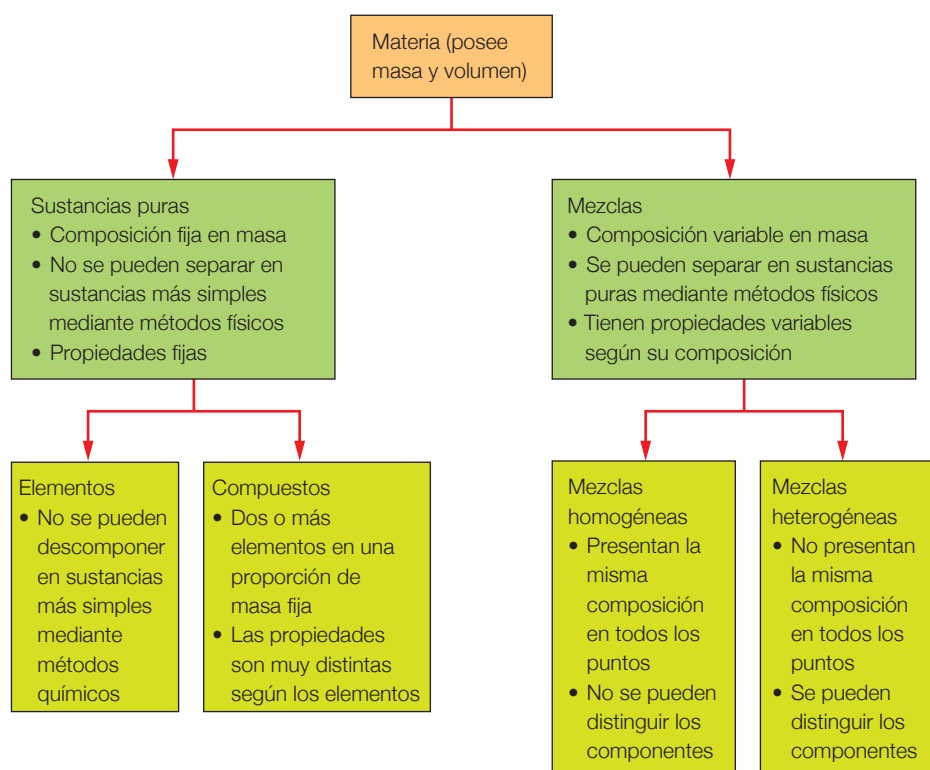 Materia (posee
masa y volumen)
Sustancias puras
• Composición fija en masa
• No se pueden separar en
sustancias más simples
mediante métodos físicos
• Propiedades fijas
Mezclas
• Composición variable en masa
• Se pueden separar en sustancias
puras mediante métodos físicos
• Tienen propiedades variables
según su composición
Elementos
• No se pueden
descomponer
en sustancias
más simples
mediante
métodos
químicos
Compuestos
• Dos o más
elementos en una
proporción de
masa fija
• Las propiedades
son muy distintas
según los elementos
Mezclas
homogéneas
• Presentan la
misma
composición
en todos los
puntos
• No se pueden
distinguir los
componentes
Mezclas
heterogéneas
• No presentan
la misma
composición
en todos los
puntos
• Se pueden
distinguir los
componentes